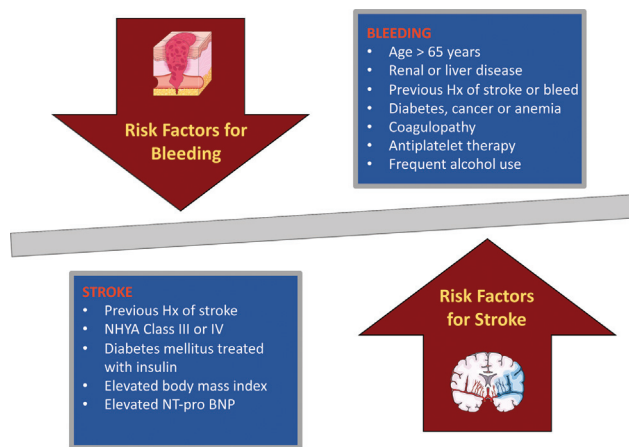 Risk Factors for
Bleeding
BLEEDING
• Age > 65 years
• Renal or liver disease
• Previous Hx of stroke or bleed
• Diabetes, cancer or anemia
• Coagulopathy
• Antiplatelet therapy
• Frequent alcohol use
STROKE
• Previous Hx of stroke
• NHYA Class III or IV
• Diabetes mellitus treated
with insulin
• Elevated body mass index
• Elevated NT-pro BNP
Risk Factors
for Stroke